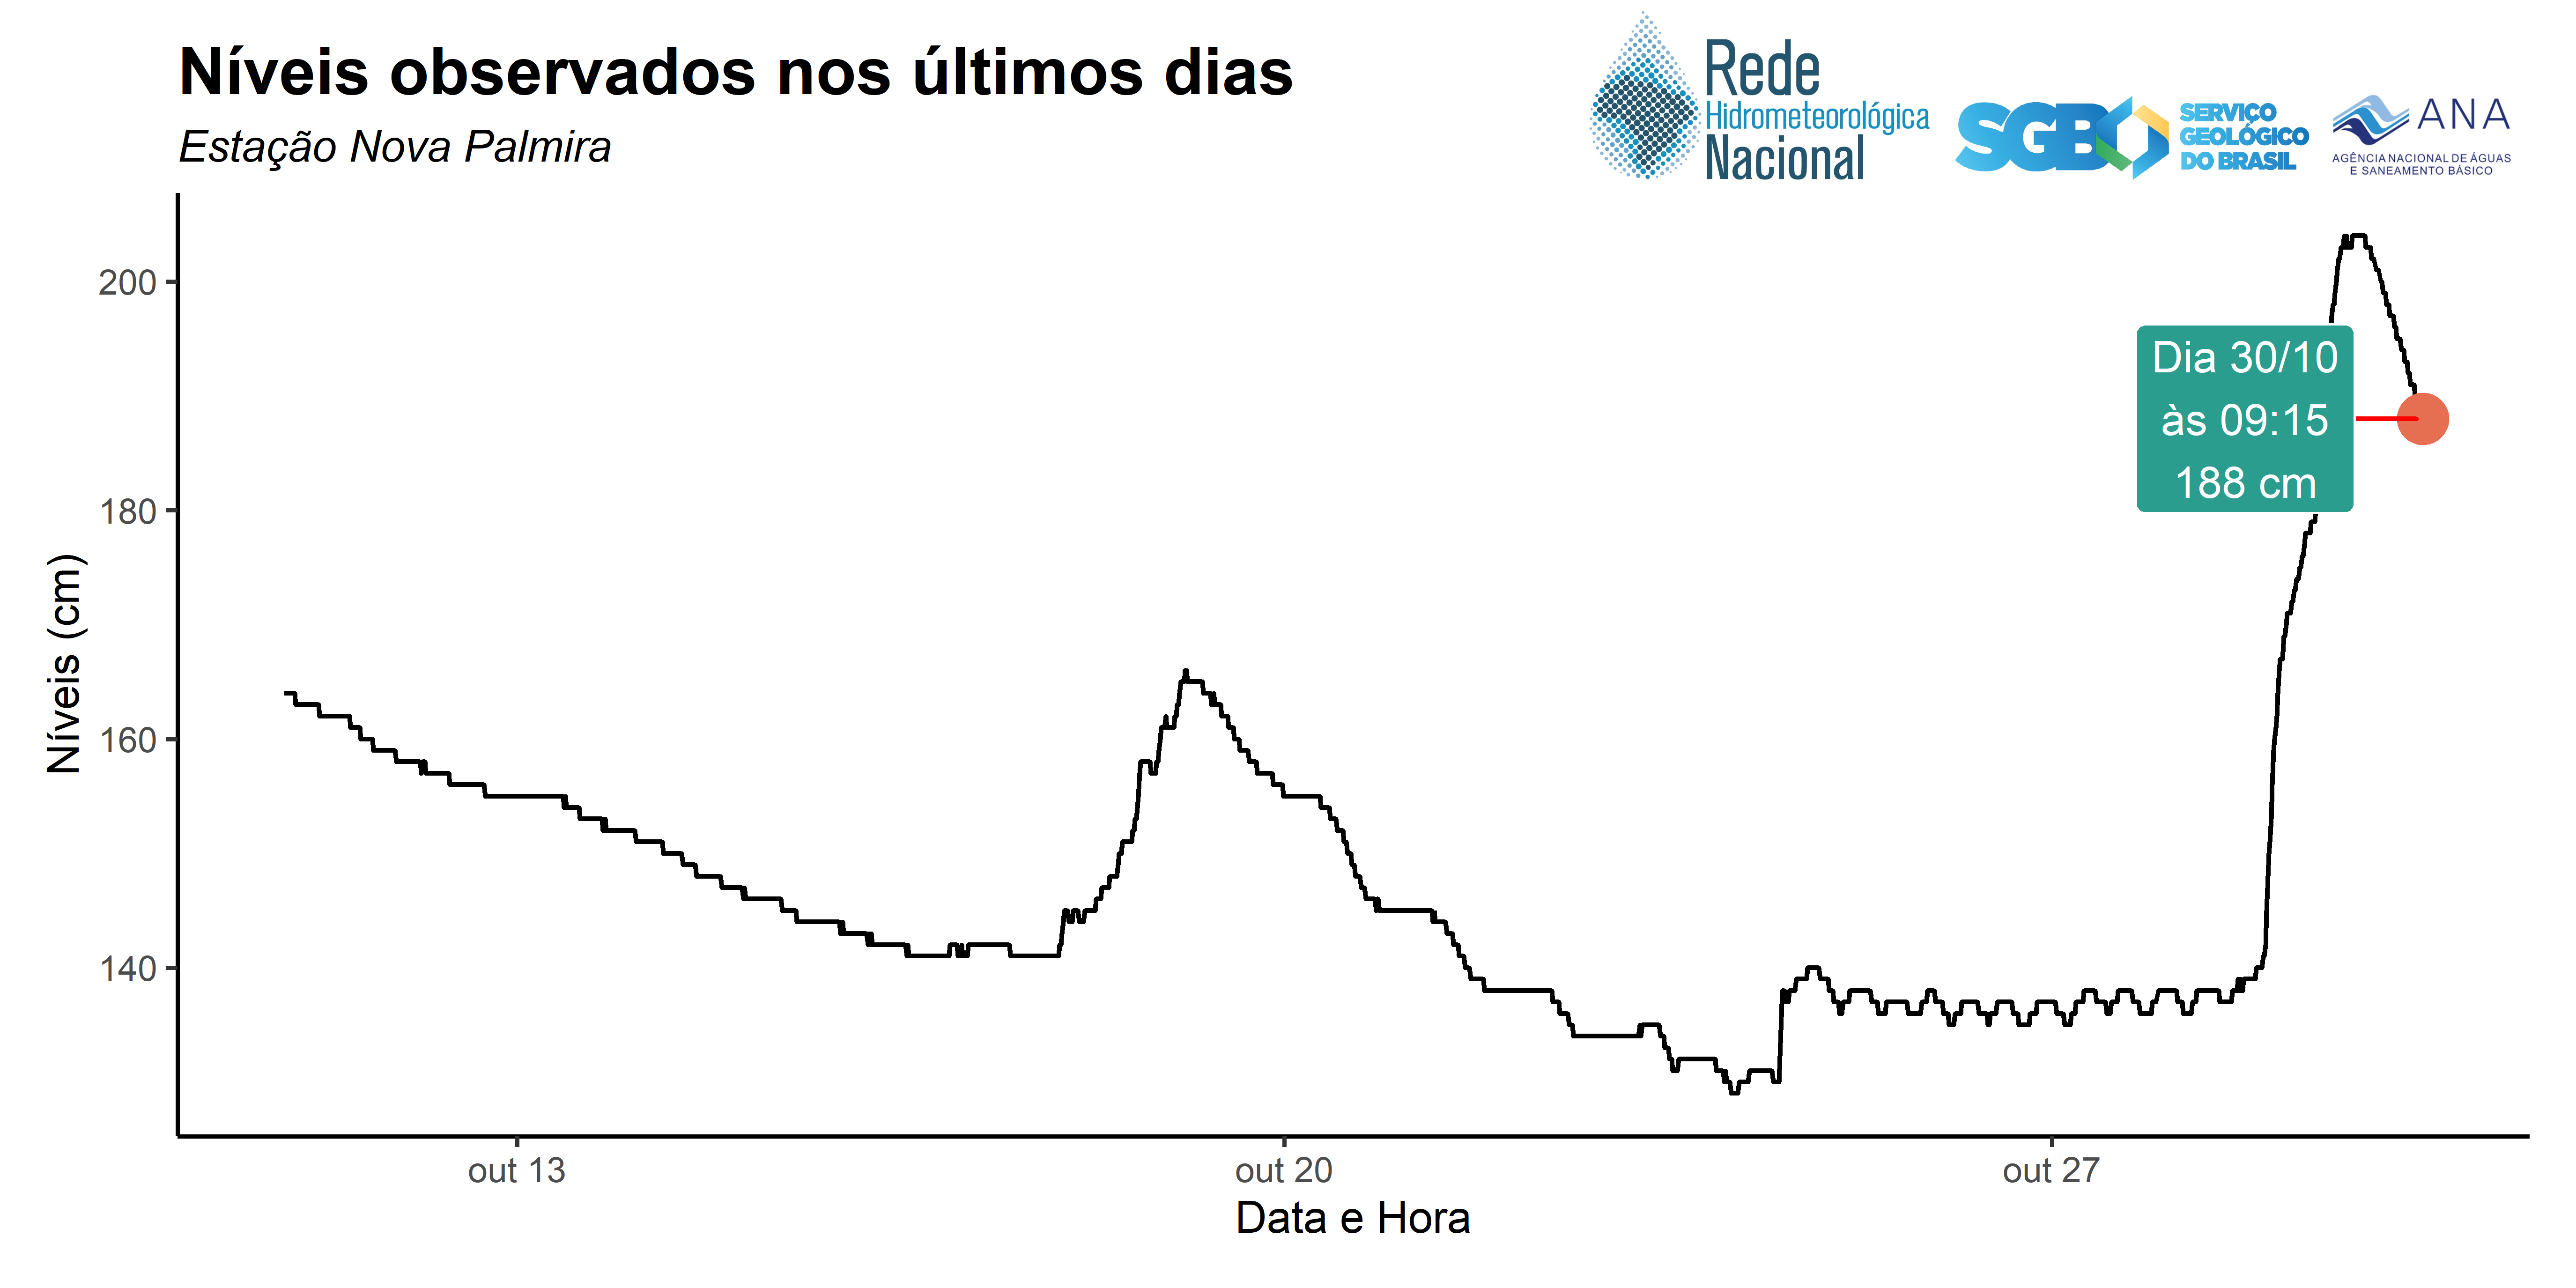 Níveis observados nos últimos dias
Estação Nova Palmira
Rede
Hidrometeorológica
Nacional
SGB
SERVIÇO
GEOLÓGICO
DO BRASIL
ANA
AGÊNCIA NACIONAL DE ÁGUAS
E SANEAMENTO BÁSICO
Níveis (cm)
200
180
160
140
Dia 30/10
às 09:15
188 cm
out 13
out 20
out 27
Data e Hora